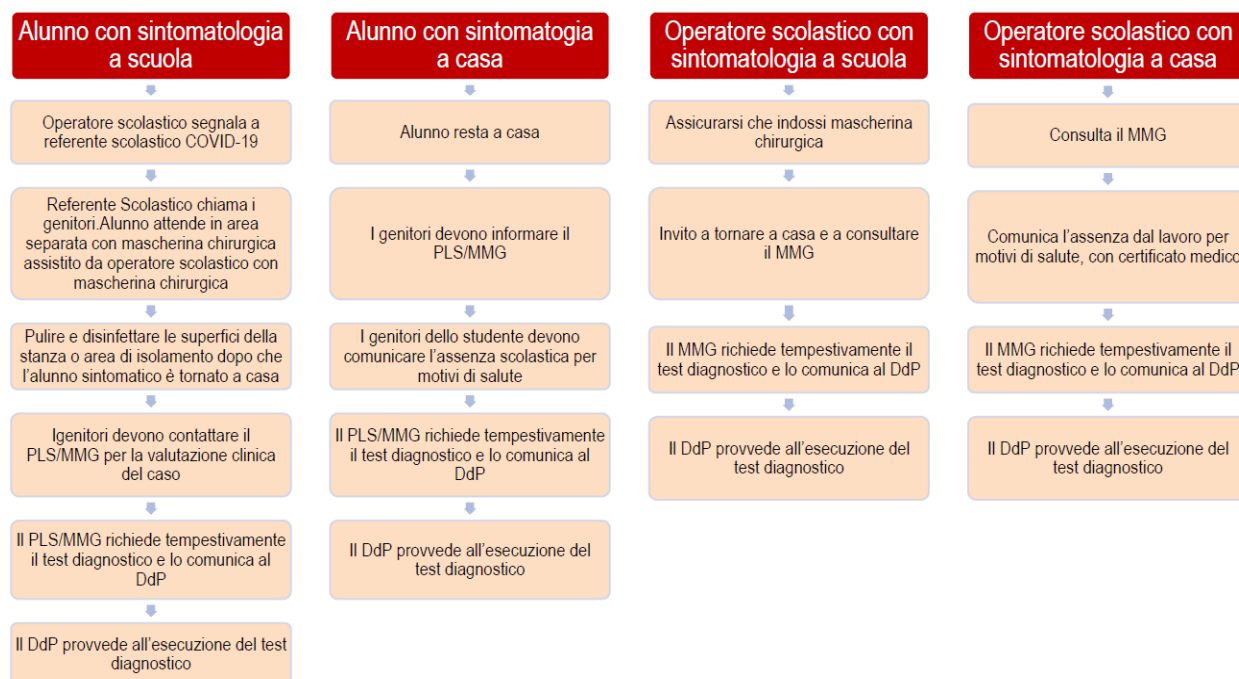 Alunno con sintomatologia
a scuola
Operatore scolastico segnala a
referente scolastico COVID-19
Referente Scolastico chiama i
genitori.Alunno attende in area
separata con mascherina chirurgica
assistito da operatore scolastico con
mascherina chirurgica
Pulire e disinfettare le superfici della
stanza o area di isolamento dopo che
l'alunno sintomatico è tornato a casa
Igenitori devono contattare il
PLS/MMG per la valutazione clinica
del caso
Il PLS/MMG richiede tempestivamente
il test diagnostico e lo comunica al
DdP
Il DdP provvede all'esecuzione del test
diagnostico
Alunno con sintomatogia
a casa
Alunno resta a casa
I genitori devono informare il
PLS/MMG
I genitori dello studente devono
comunicare l'assenza scolastica per
motivi di salute
Il PLS/MMG richiede tempestivamente
il test diagnostico e lo comunica al
DdP
Il DdP provvede all'esecuzione del
test diagnostico
Operatore scolastico con
sintomatologia a scuola
Assicurarsi che indossi mascherina
chirurgica
Invito a tornare a casa e a consultare
il MMG
Il MMG richiede tempestivamente il
test diagnostico e lo comunica al DdP
Il DdP provvede all'esecuzione del
test diagnostico
Operatore scolastico con
sintomatologia a casa
Consulta il MMG
Comunica l'assenza dal lavoro per
motivi di salute, con certificato medico
Il MMG richiede tempestivamente il
test diagnostico e lo comunica al DdP
Il DdP provvede all'esecuzione del
test diagnostico